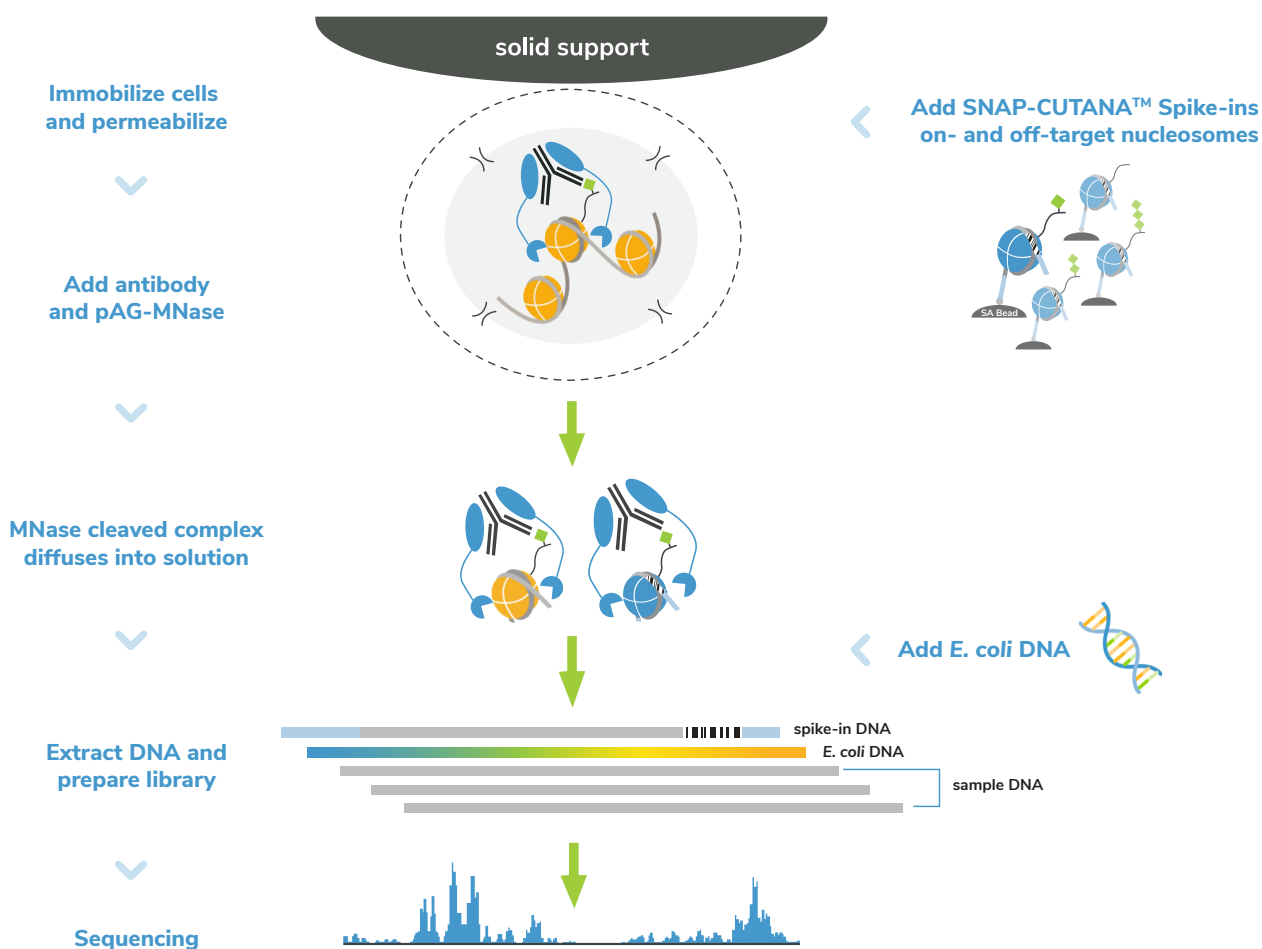 solid support
Immobilize cells
and permeabilize
Add SNAP-CUTANA™ Spike-ins
on- and off-target nucleosomes
SA Bead
Add antibody
and pAG-MNase
MNase cleaved complex
diffuses into solution
Add E. coli DNA
Extract DNA and
prepare library
spike-in DNA
E. coli DNA
sample DNA
Sequencing